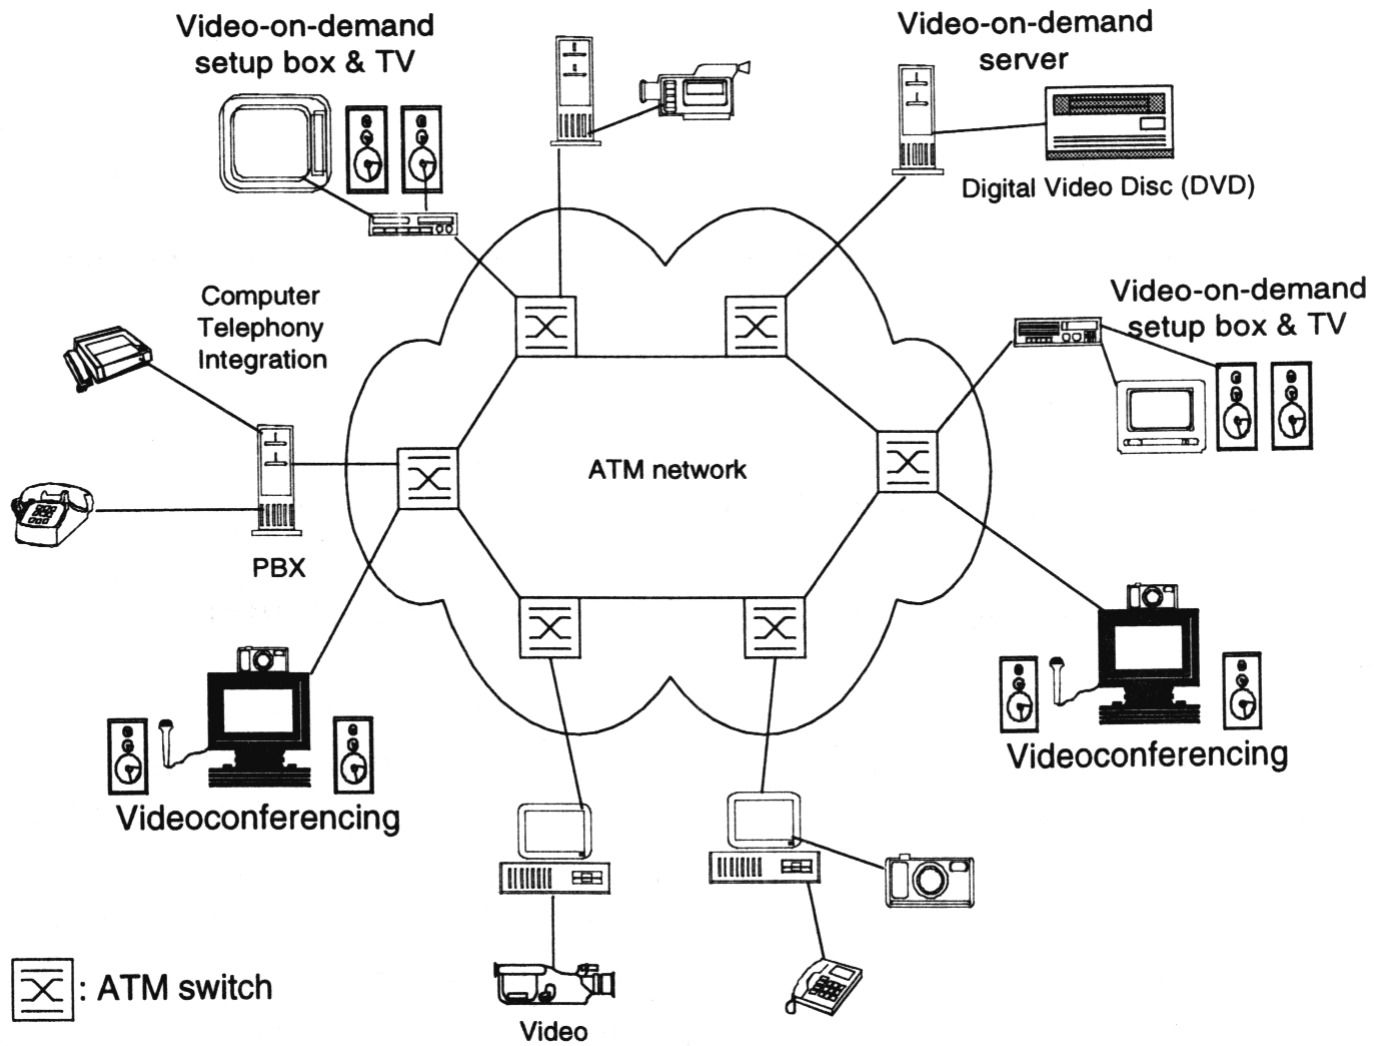 Video-on-demand
setup box & TV
Video-on-demand
server
Digital Video Disc (DVD)
Computer
Telephony
Integration
Video-on-demand
setup box & TV
ATM network
PBX
Videoconferencing
Videoconferencing
: ATM switch
Video